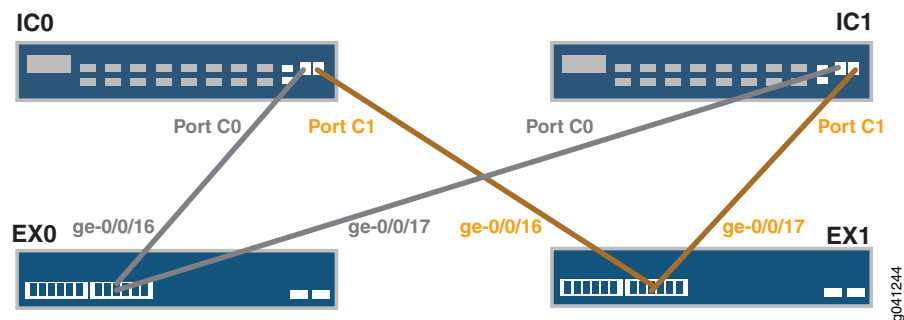 IC0
IC1
Port C0
Port C1
Port C0
Port C1
EX0
ge-0/0/16
ge-0/0/17
ge-0/0/16
ge-0/0/17
EX1
g041244